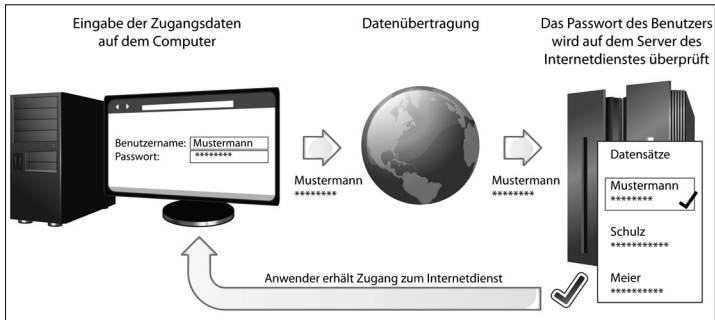 Eingabe der Zugangsdaten
auf dem Computer
Datenübertragung
Das Passwort des Benutzers
wird auf dem Server des
Internetdienstes überprüft
Benutzername: Mustermann
Passwort: ********
Mustermann
********
Mustermann
********
Datensätze
Mustermann
********
Schulz
***********
Meier
**********
Anwender erhält Zugang zum Internetdienst